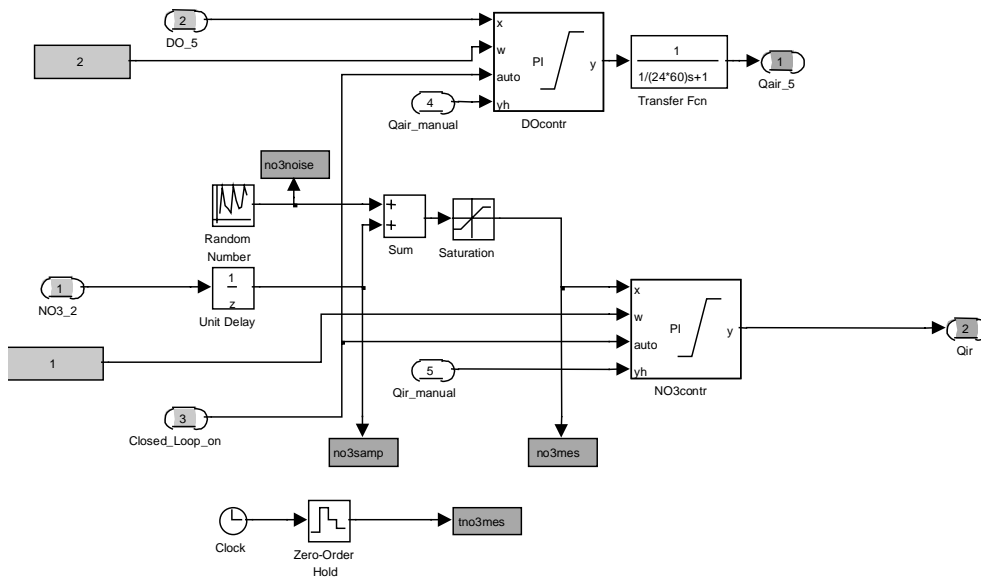 2
DO_5
2
x
w
auto
yh
PI
y
DOcontr
1
1/(24*60)s+1
Transfer Fcn
1
Qair_5
4
Qair_manual
no3noise
Random
Number
+
+
Sum
Saturation
1
NO3_2
1
z
Unit Delay
x
w
auto
yh
PI
y
NO3contr
2
Qir
1
5
Qir_manual
3
Closed_Loop_on
no3samp
no3mes
Clock
Zero-Order
Hold
tno3mes